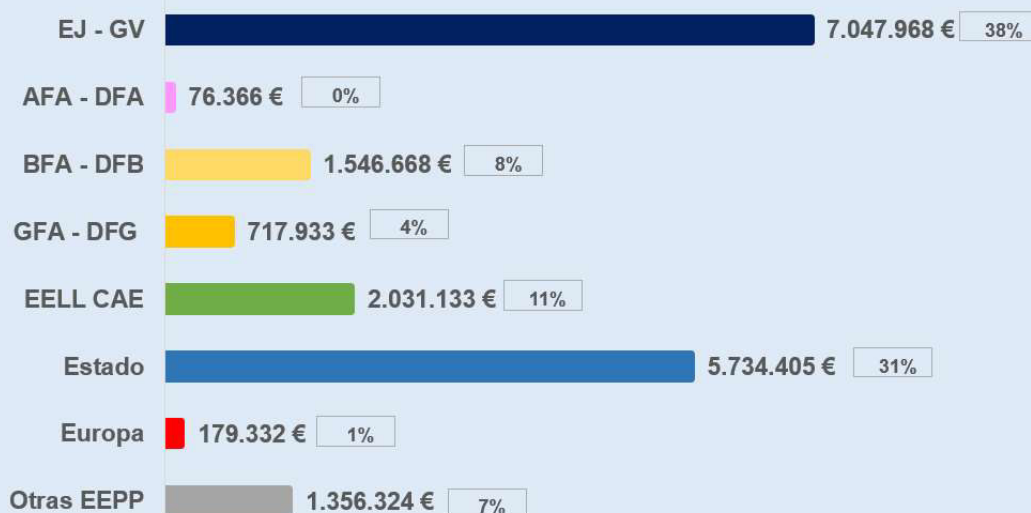 EJ - GV 7.047.968 € 38%
AFA - DFA 76.366 € 0%
BFA - DFB 1.546.668 € 8%
GFA - DFG 717.933 € 4%
EELL CAE 2.031.133 € 11%
Estado 5.734.405 € 31%
Europa 179.332 € 1%
Otras EEPP 1.356.324 € 7%